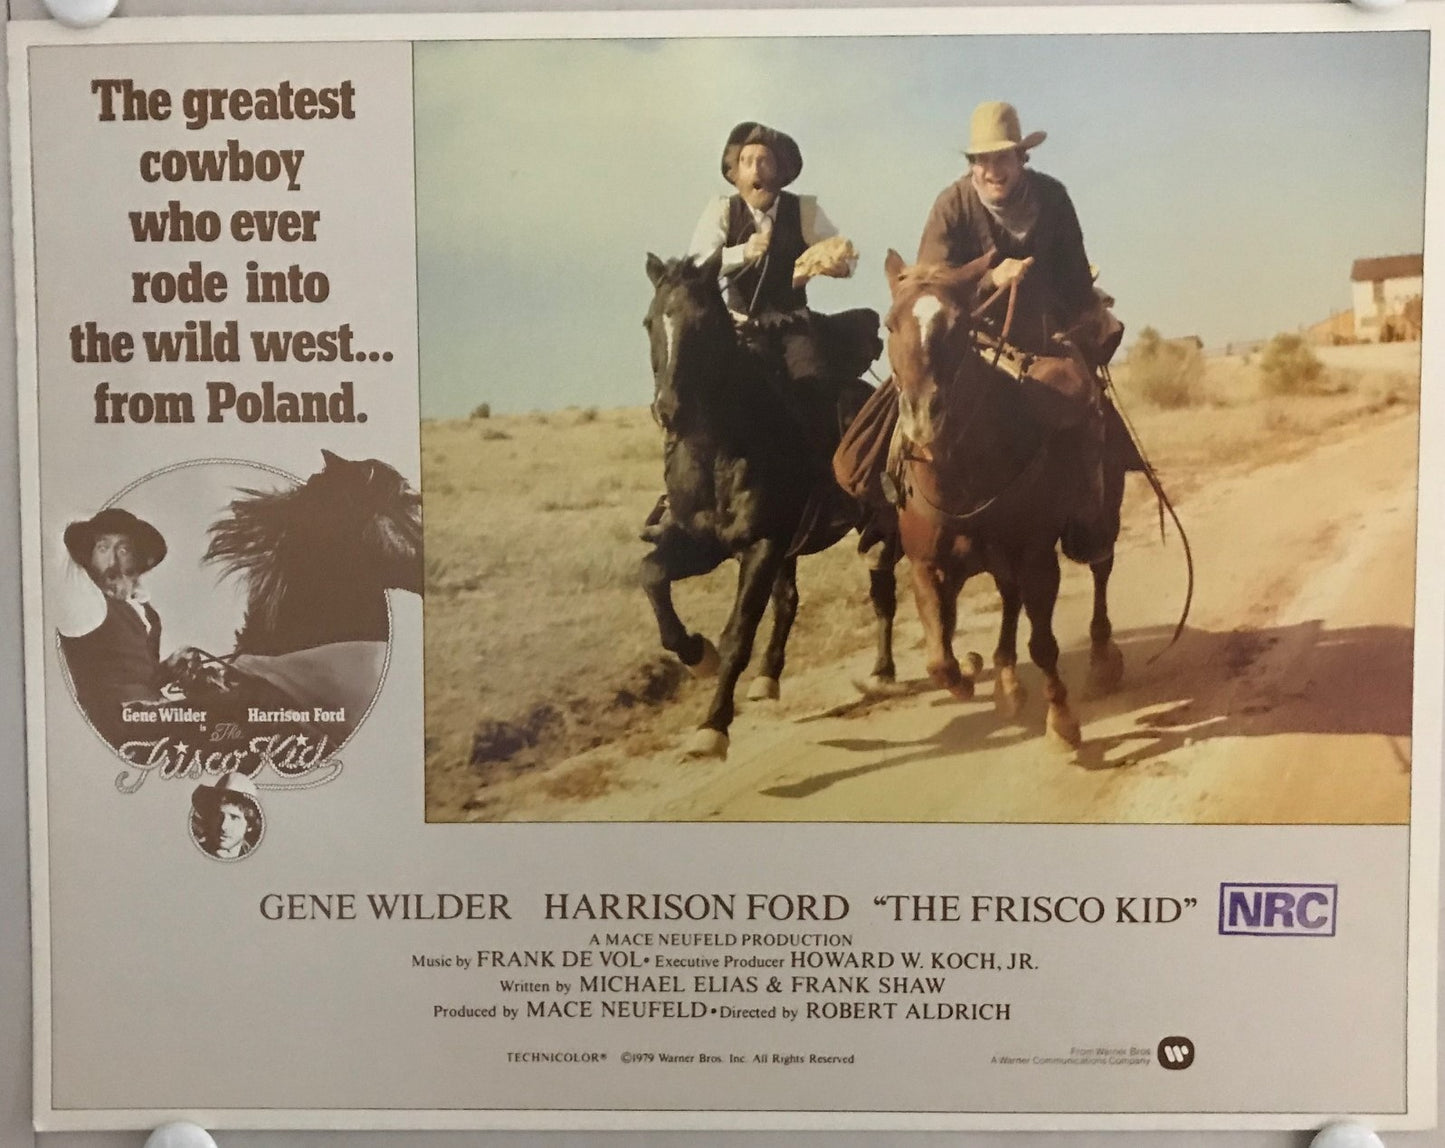 The greatest
cowboy
who ever
rode into
the wild west...
from Poland.
Gene Wilder Harrison Ford
is
The
Frisco Kid
GENE WILDER HARRISON FORD “THE FRISCO KID” NRC
A MACE NEUFELD PRODUCTION
Music by FRANK DE VOL • Executive Producer HOWARD W. KOCH, JR.
Written by MICHAEL ELIAS & FRANK SHAW
Produced by MACE NEUFELD • Directed by ROBERT ALDRICH
TECHNICOLOR® ©1979 Warner Bros. Inc. All Rights Reserved
From Warner Bros
A Warner Communications Company